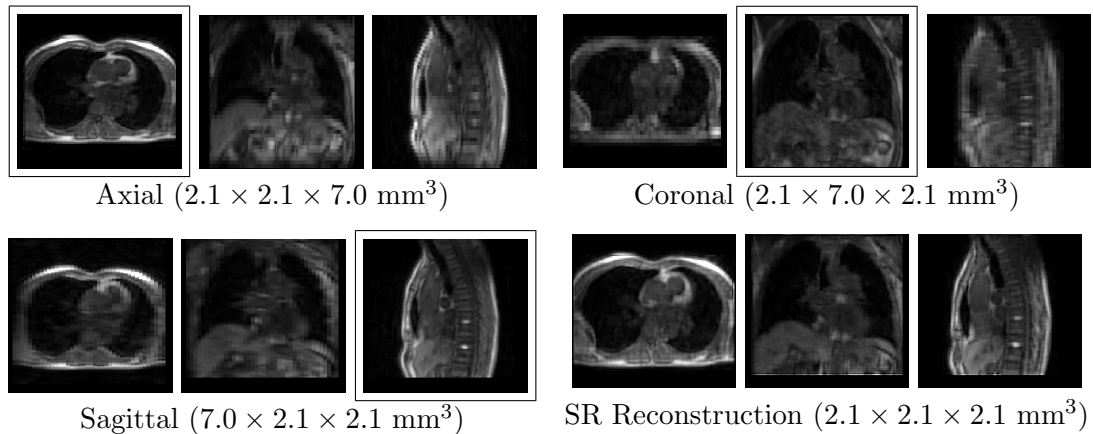 Axial (2.1 × 2.1 × 7.0 mm³)
Coronal (2.1 × 7.0 × 2.1 mm³)
Sagittal (7.0 × 2.1 × 2.1 mm³)
SR Reconstruction (2.1 × 2.1 × 2.1 mm³)